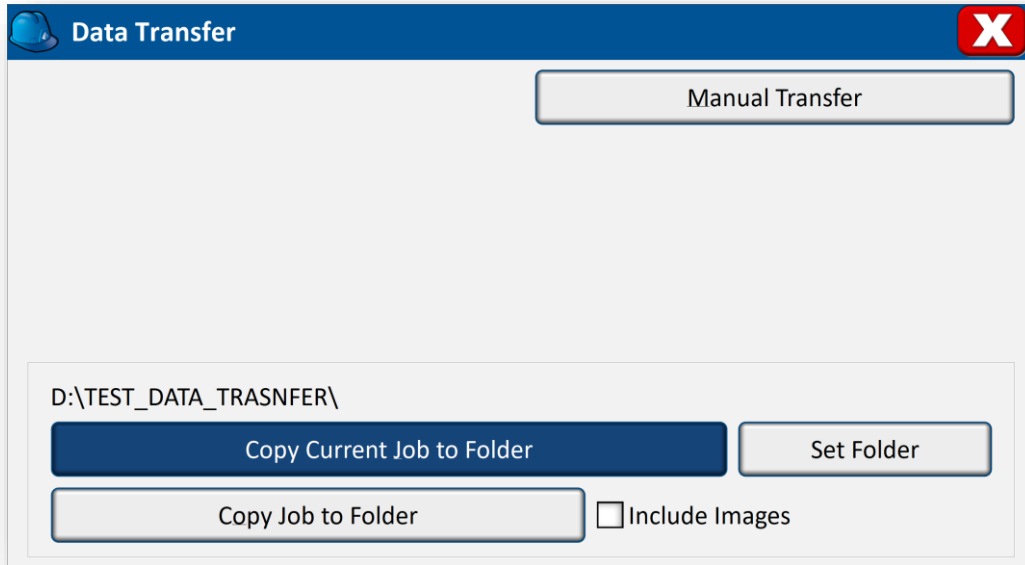 Data Transfer
Manual Transfer
D:\TEST_DATA_TRASNFER\
Copy Current Job to Folder
Set Folder
Copy Job to Folder
Include Images